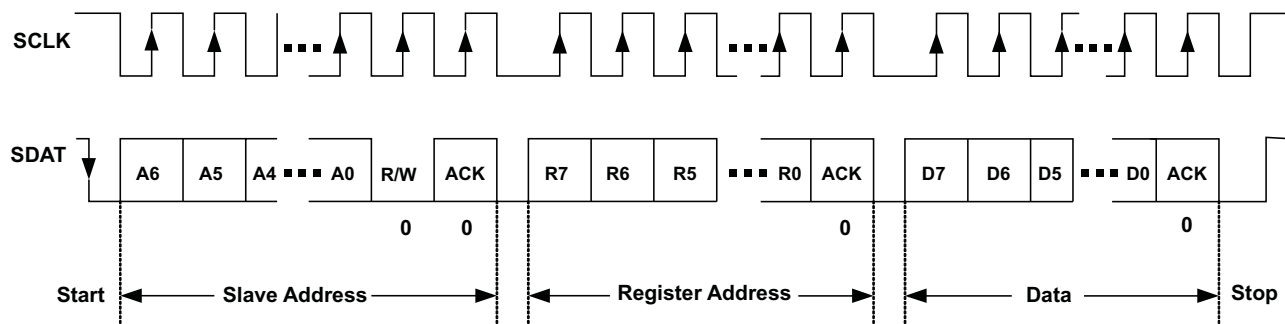 SCLK
SDAT
A6 A5 A4 A0 R/W ACK R7 R6 R5 R0 ACK D7 D6 D5 D0 ACK
0 0 0 0
Start Slave Address Register Address Data Stop